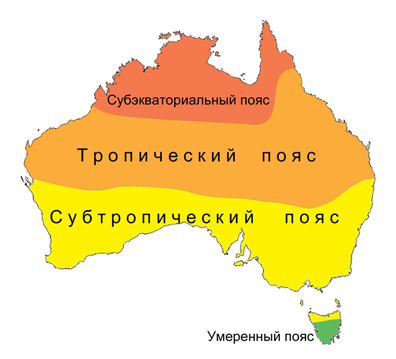 Субэкваториальный пояс
Тропический пояс
Субтропический пояс
Умеренный пояс